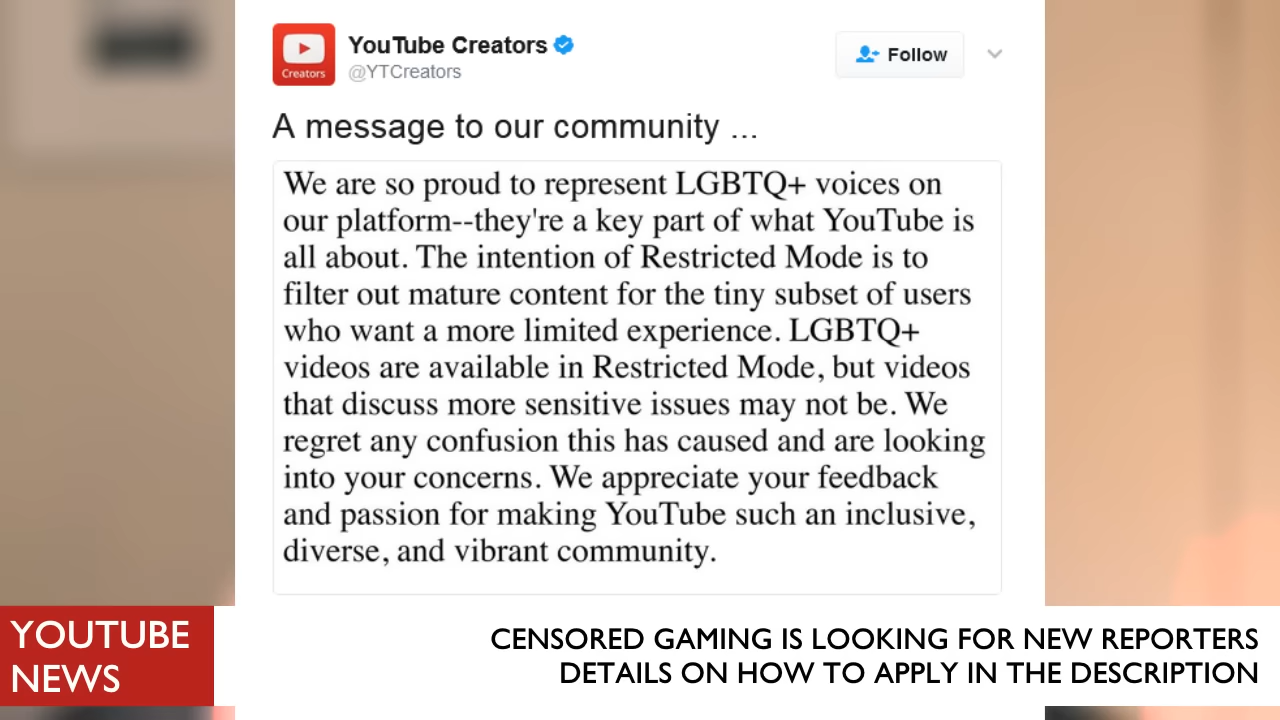 YouTube Creators
@YTCreators
Creators
Follow
A message to our community ...
We are so proud to represent LGBTQ+ voices on
our platform--they're a key part of what YouTube is
all about. The intention of Restricted Mode is to
filter out mature content for the tiny subset of users
who want a more limited experience. LGBTQ+
videos are available in Restricted Mode, but videos
that discuss more sensitive issues may not be. We
regret any confusion this has caused and are looking
into your concerns. We appreciate your feedback
and passion for making YouTube such an inclusive,
diverse, and vibrant community.
YOUTUBE
NEWS
CENSORED GAMING IS LOOKING FOR NEW REPORTERS
DETAILS ON HOW TO APPLY IN THE DESCRIPTION